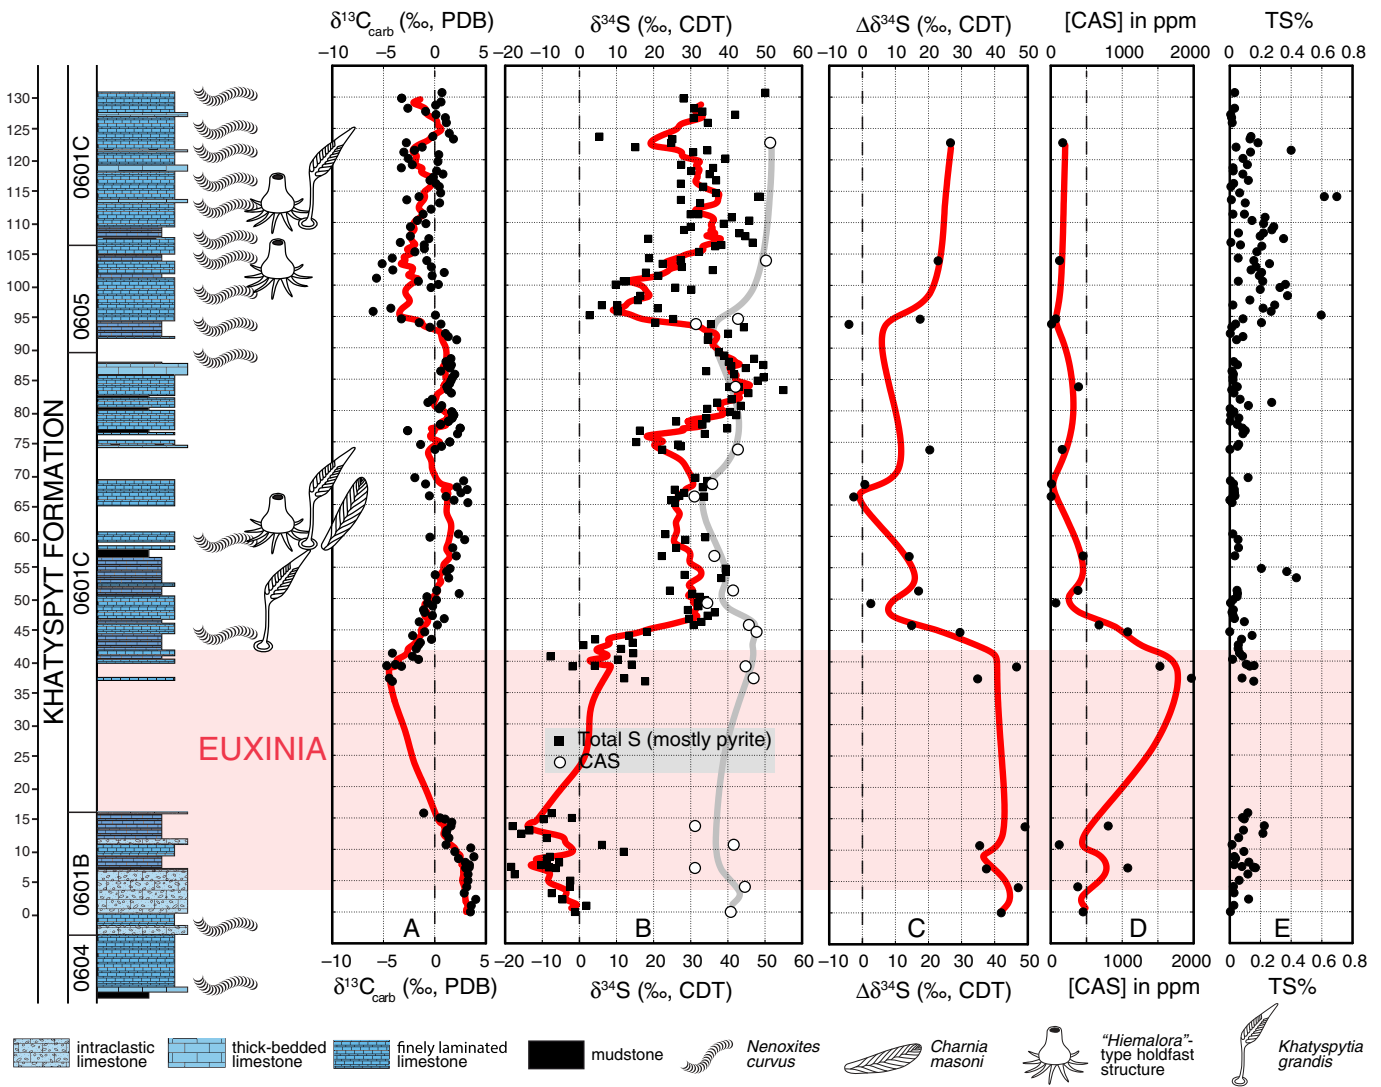 δ13Ccarb (‰, PDB)
δ34S (‰, CDT)
Δδ34S (‰, CDT)
[CAS] in ppm
TS%
−10 −5 0 5
−20 −10 0 10 20 30 40 50 60
−10 0 10 20 30 40 50
0 1000 2000
0 0.2 0.4 0.6 0.8
KHATYSPYT FORMATION
0601C
0605
0601C
0601B
0604
130
125
120
115
110
105
100
95
90
85
80
75
70
65
60
55
50
45
40
35
30
25
20
15
10
5
0
EUXINIA
Total S (mostly pyrite)
CAS
A
B
C
D
E
−10 −5 0 5
−20 −10 0 10 20 30 40 50 60
−10 0 10 20 30 40 50
0 1000 2000
0 0.2 0.4 0.6 0.8
δ13Ccarb (‰, PDB)
δ34S (‰, CDT)
Δδ34S (‰, CDT)
[CAS] in ppm
TS%
intraclastic
limestone
thick-bedded
limestone
finely laminated
limestone
mudstone
Nenoxites
curvus
Charnia
masoni
"Hiemalora"-
type holdfast
structure
Khatyspytia
grandis